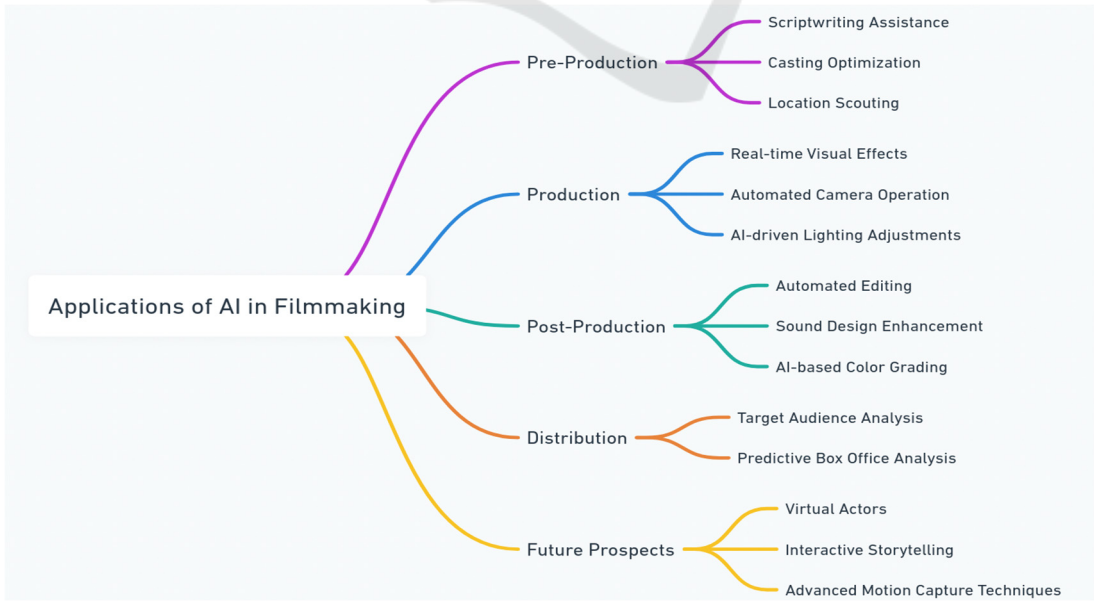 Applications of AI in Filmmaking
Pre-Production
Scriptwriting Assistance
Casting Optimization
Location Scouting
Production
Real-time Visual Effects
Automated Camera Operation
AI-driven Lighting Adjustments
Post-Production
Automated Editing
Sound Design Enhancement
AI-based Color Grading
Distribution
Target Audience Analysis
Predictive Box Office Analysis
Future Prospects
Virtual Actors
Interactive Storytelling
Advanced Motion Capture Techniques